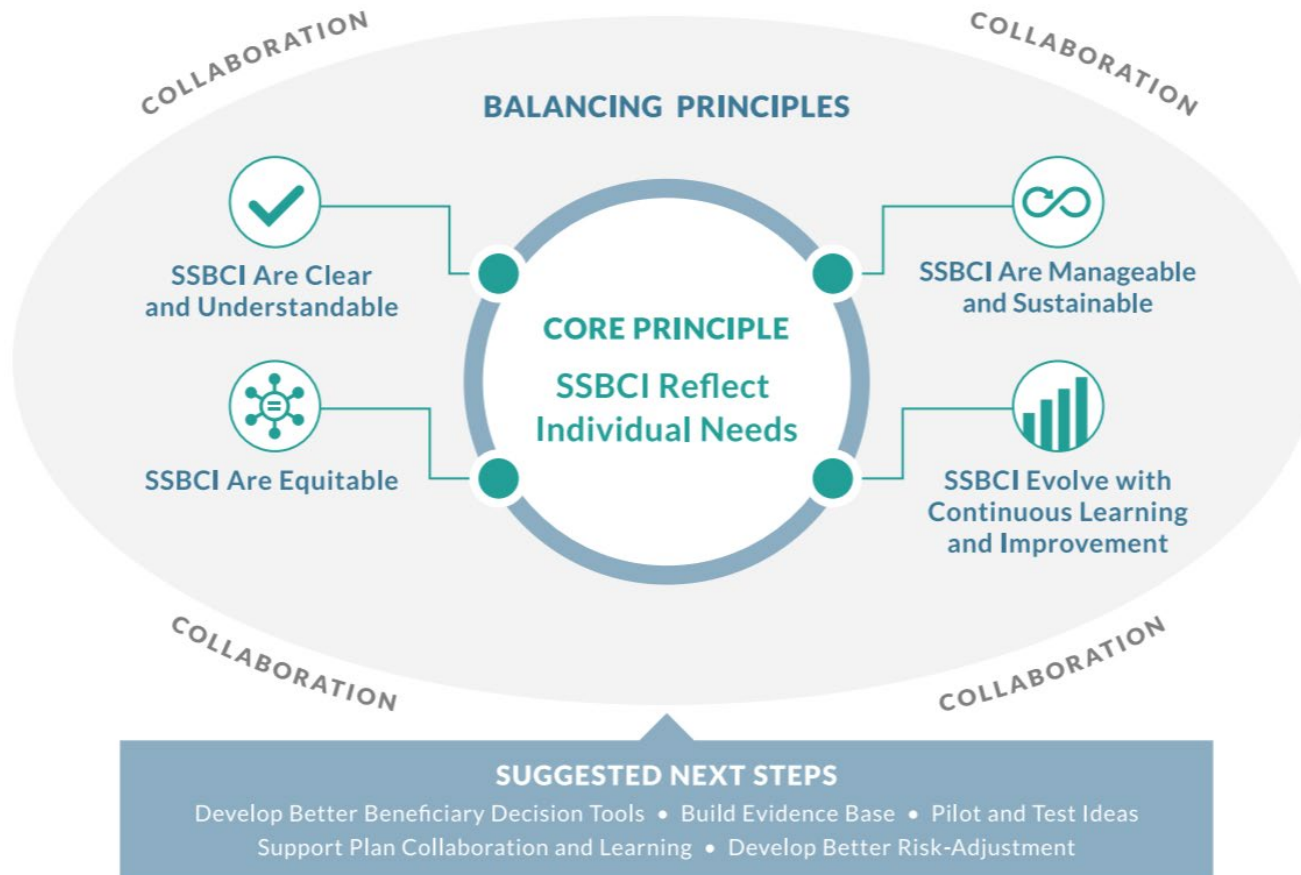 COLLABORATION
COLLABORATION
BALANCING PRINCIPLES
SSBCI Are Clear
and Understandable
SSBCI Are Manageable
and Sustainable
CORE PRINCIPLE
SSBCI Reflect
Individual Needs
SSBCI Are Equitable
SSBCI Evolve with
Continuous Learning
and Improvement
COLLABORATION
COLLABORATION
SUGGESTED NEXT STEPS
Develop Better Beneficiary Decision Tools • Build Evidence Base • Pilot and Test Ideas
Support Plan Collaboration and Learning • Develop Better Risk-Adjustment